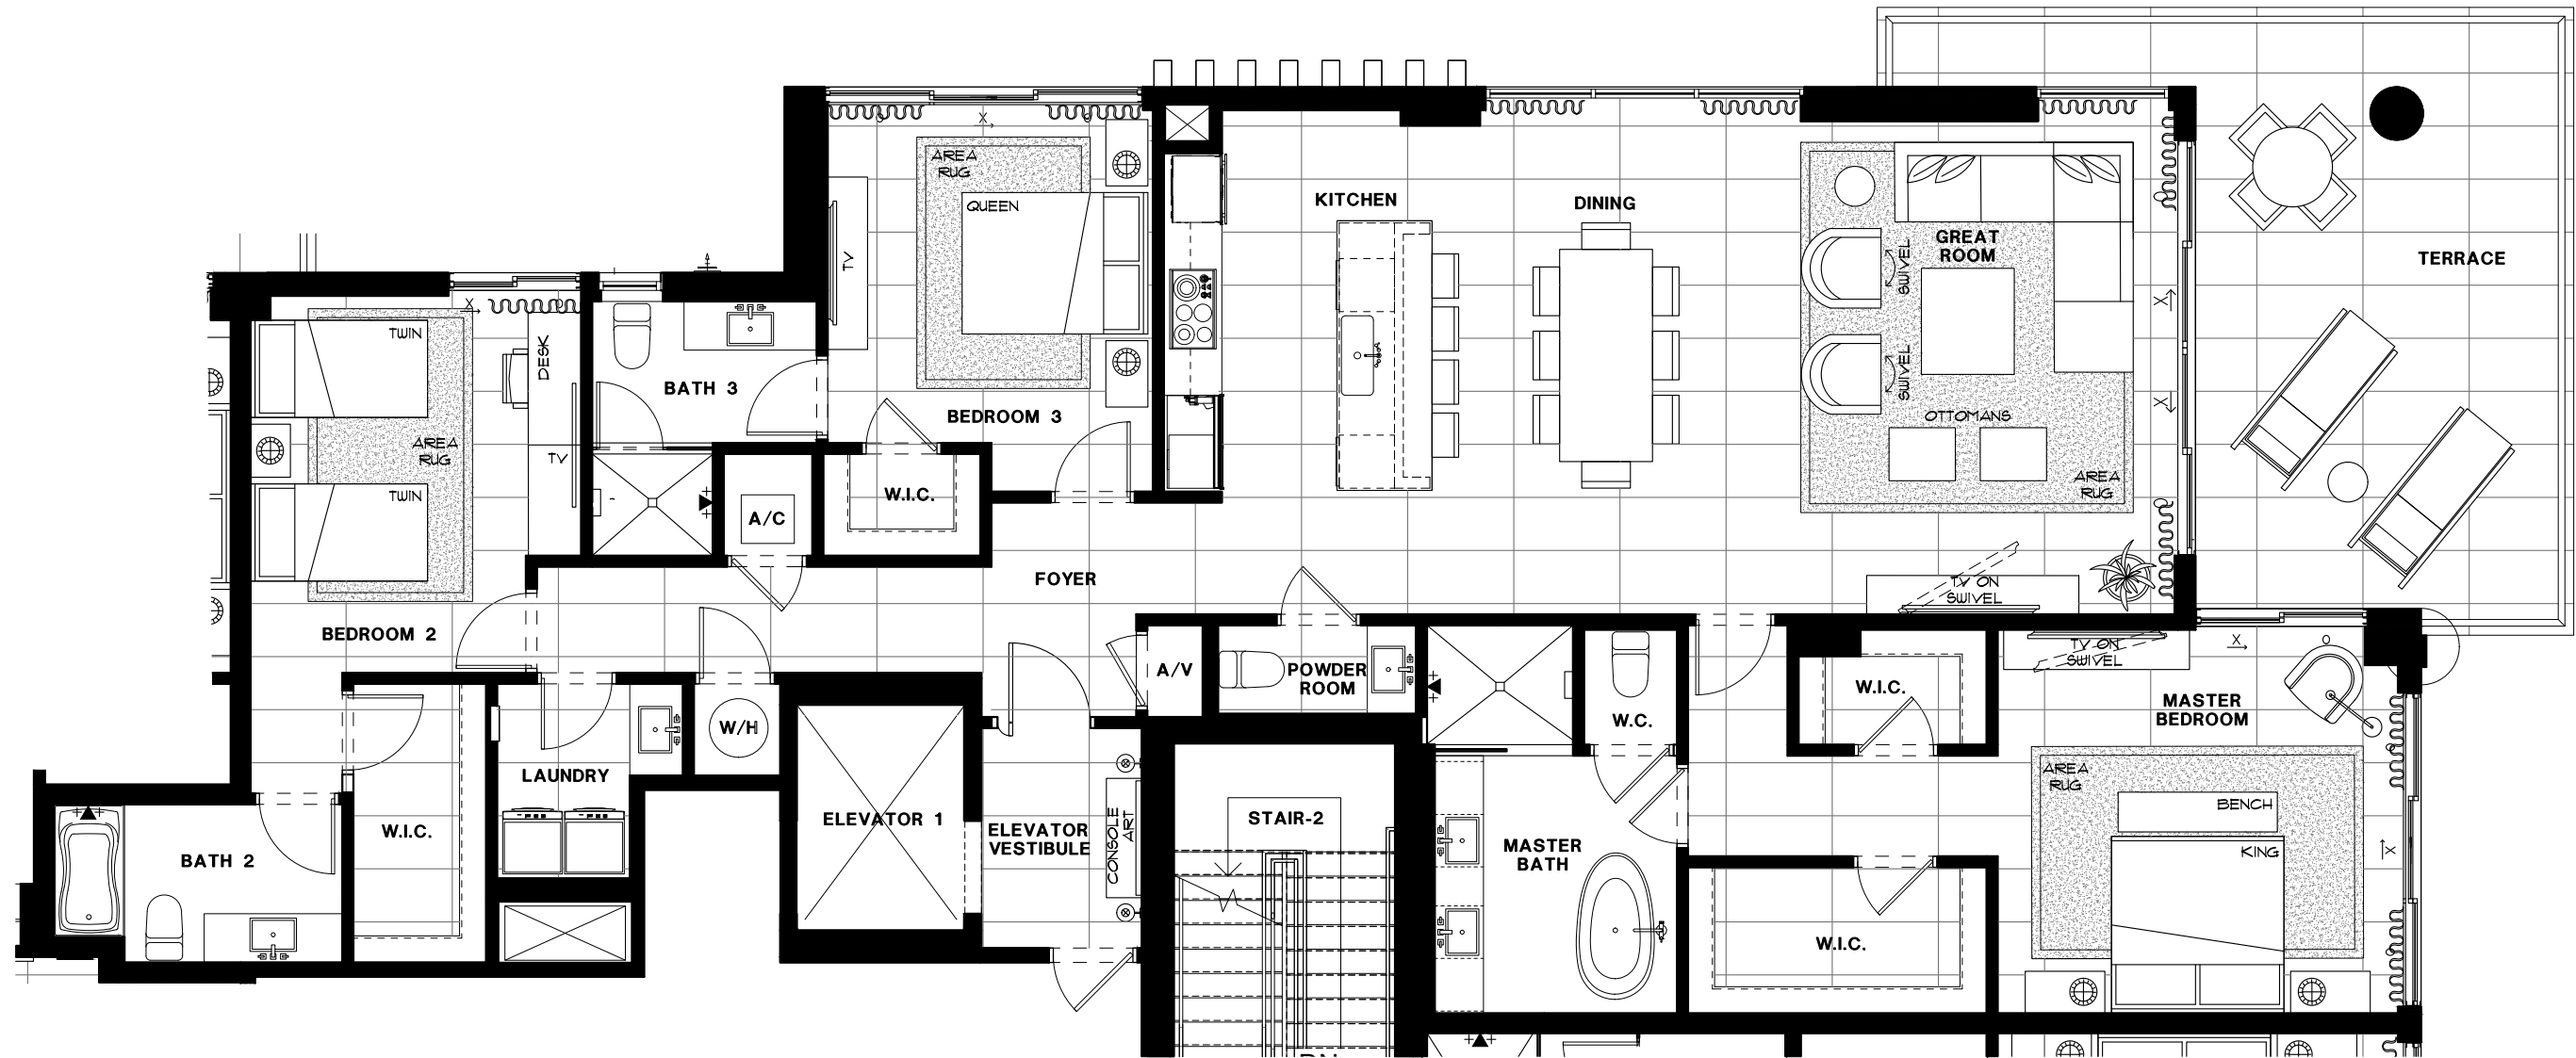 AREA
RUG
QUEEN
TV
BEDROOM 3
KITCHEN
DINING
GREAT
ROOM
SWIVEL
SWIVEL
OTTOMANS
AREA
RUG
TERRACE
TWIN
DESK
AREA
RUG
TV
TWIN
BATH 3
A/C
W.I.C.
BEDROOM 2
FOYER
TV ON
SWIVEL
A/V
POWDER
ROOM
W.C.
W.I.C.
TV ON
SWIVEL
MASTER
BEDROOM
W/H
LAUNDRY
W.I.C.
BATH 2
ELEVATOR 1
ELEVATOR
VESTIBULE
CONSOLE
ART
STAIR-2
MASTER
BATH
W.I.C.
AREA
RUG
BENCH
KING
X
X
X
X
X
X